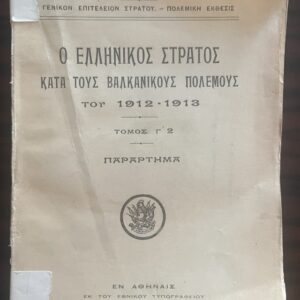 ΓΕΝΙΚΟΝ ΕΠΙΤΕΛΕΙΟΝ ΣΤΡΑΤΟΥ. - ΠΟΛΕΜΙΚΗ ΕΚΘΕΣΙΣ
Ο ΕΛΛΗΝΙΚΟΣ ΣΤΡΑΤΟΣ
ΚΑΤΑ ΤΟΥΣ ΒΑΛΚΑΝΙΚΟΥΣ ΠΟΛΕΜΟΥΣ
ΤΟΥ 1912-1913
ΤΟΜΟΣ Γ΄ 2
ΠΑΡΑΡΤΗΜΑ
ΕΝ ΑΘΗΝΑΙΣ
ΕΚ ΤΟΥ ΕΘΝΙΚΟΥ ΤΥΠΟΓΡΑΦΕΙΟΥ